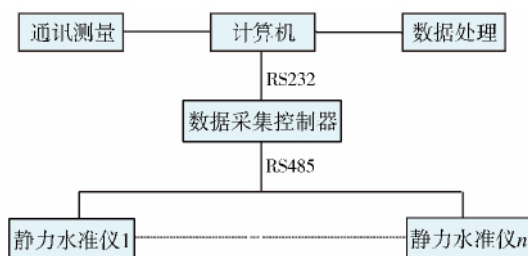 通讯测量 计算机 数据处理
RS232
数据采集控制器
RS485
静力水准仪1 静力水准仪n